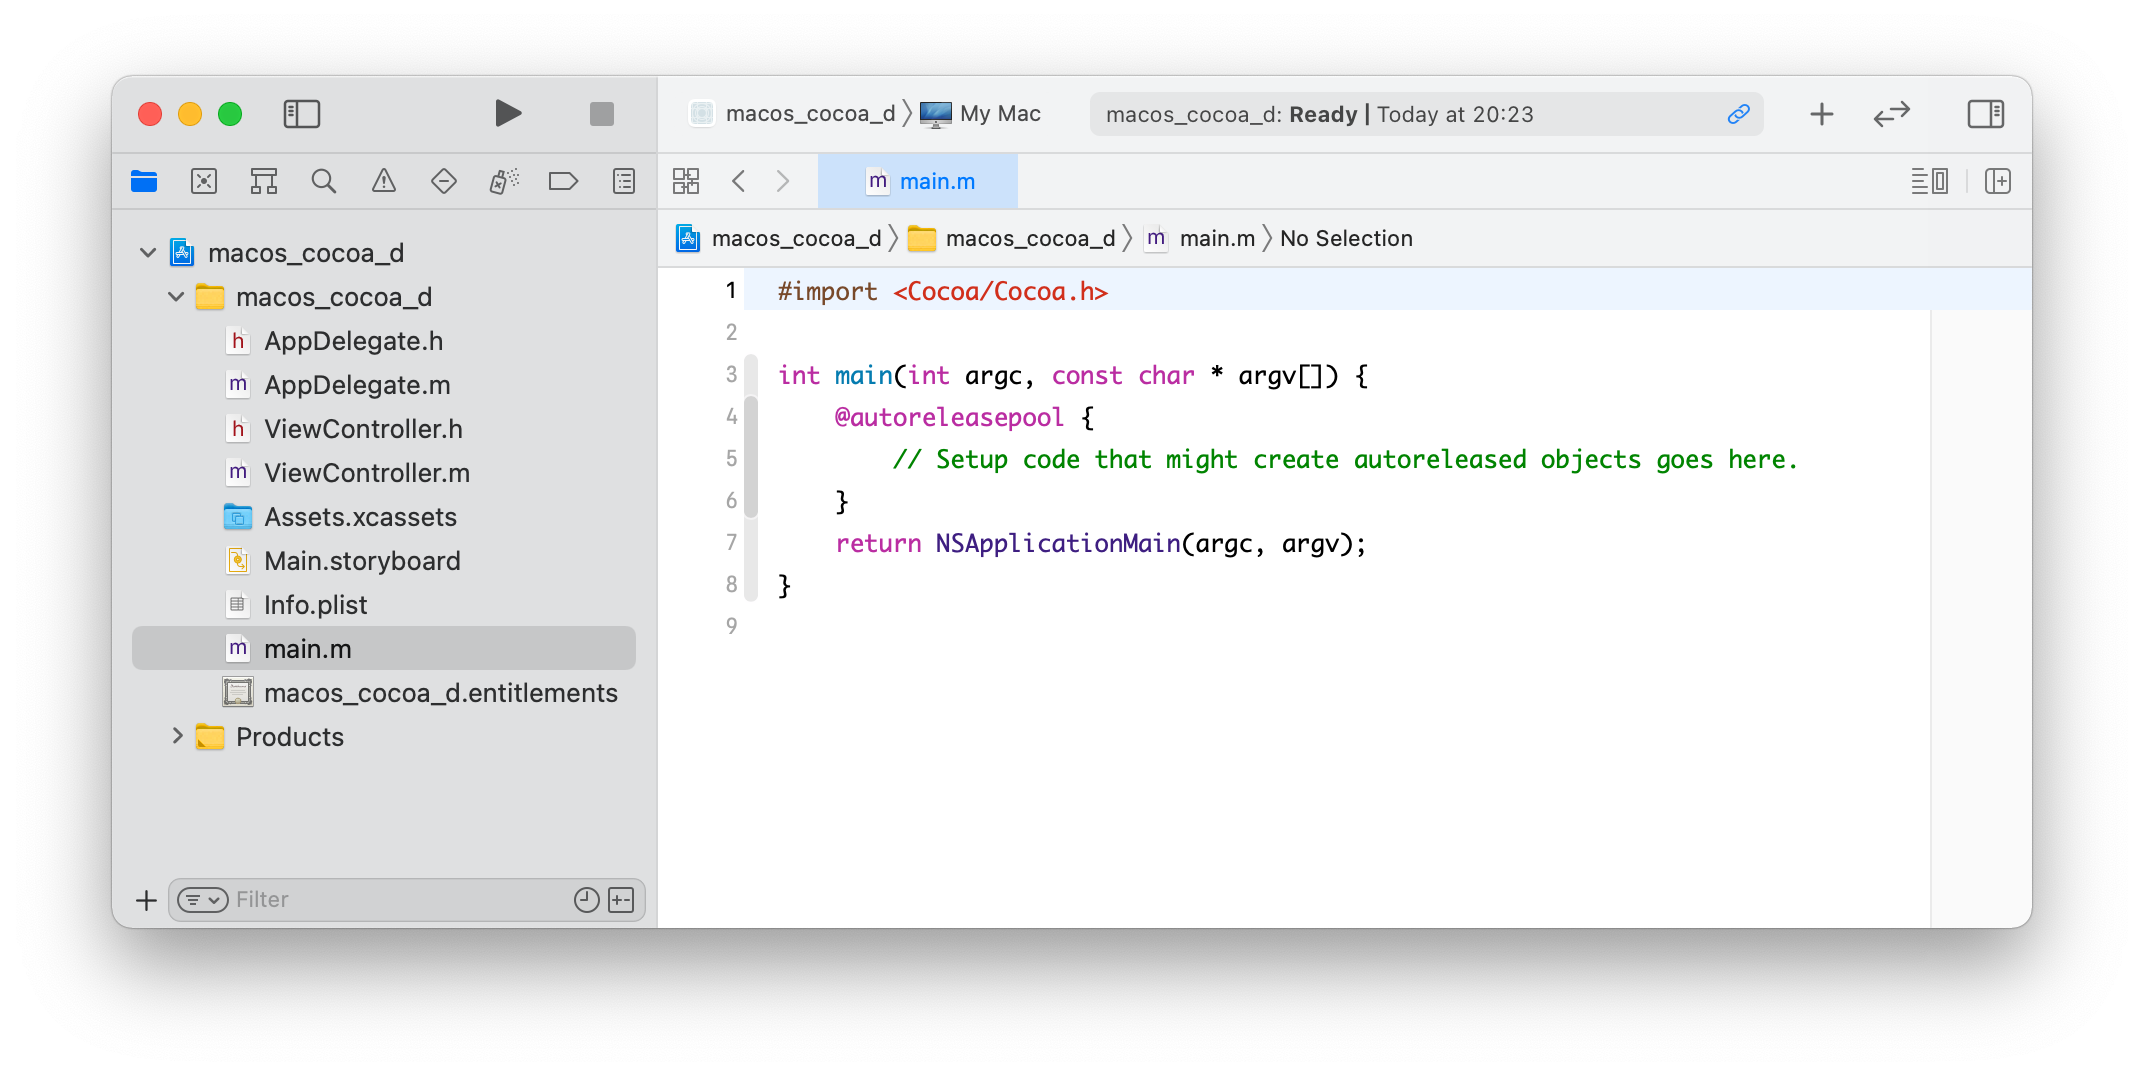 macos_cocoa_d My Mac
macos_cocoa_d: Ready | Today at 20:23
m main.m
macos_cocoa_d macos_cocoa_d m main.m No Selection
macos_cocoa_d
macos_cocoa_d
h AppDelegate.h
m AppDelegate.m
h ViewController.h
m ViewController.m
Assets.xcassets
Main.storyboard
Info.plist
m main.m
macos_cocoa_d.entitlements
Products
Filter
1 #import <Cocoa/Cocoa.h>
2
3 int main(int argc, const char * argv[]) {
4 @autoreleasepool {
5 // Setup code that might create autoreleased objects goes here.
6 }
7 return NSApplicationMain(argc, argv);
8 }
9